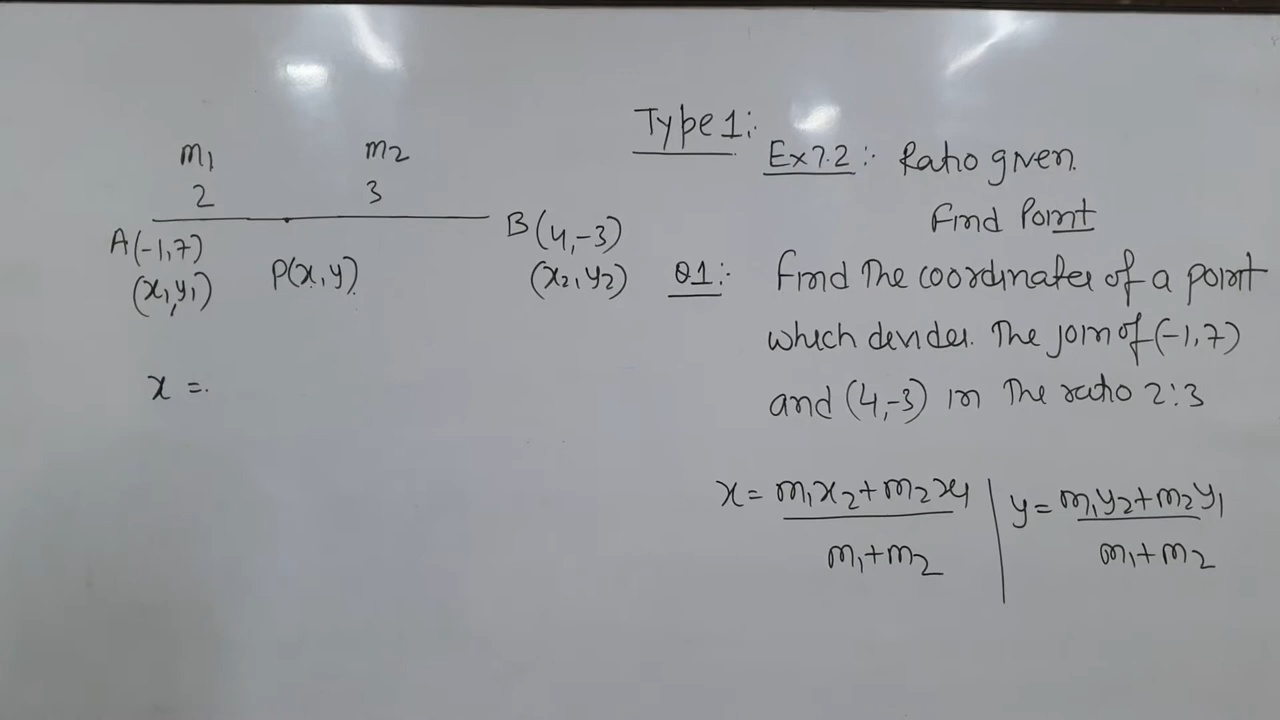 m1 m2
2 3
A(-1,7) P(x,y) B(4,-3)
(x1,y1) (x2,y2)
x =
Type 1:
Ex 7.2 : Ratio given.
Find Point
Q1: Find The coordinates of a point
which divides. The join of (-1,7)
and (4,-3) in The ratio 2:3
x = m1x2+m2x1 / m1+m2 | y = m1y2+m2y1 / m1+m2